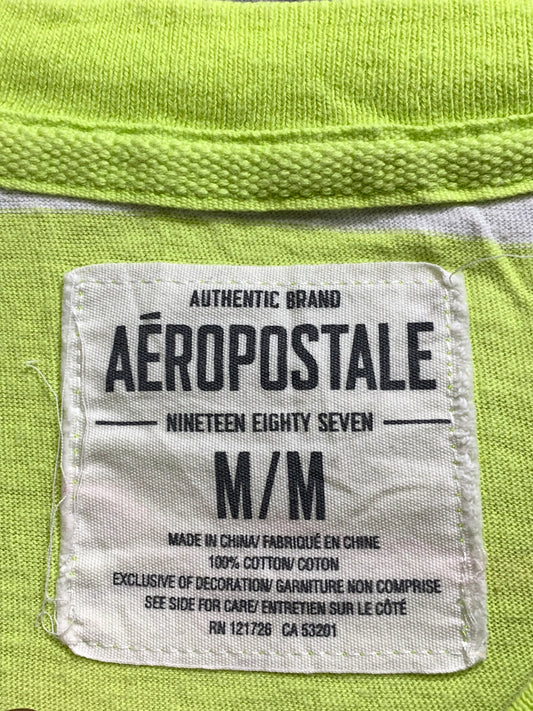 AUTHENTIC BRAND
AÉROPOSTALE
NINETEEN EIGHTY SEVEN
M/M
MADE IN CHINA/ FABRIQUÉ EN CHINE
100% COTTON/ COTON
EXCLUSIVE OF DECORATION/ GARNITURE NON COMPRISE
SEE SIDE FOR CARE/ ENTRETIEN SUR LE CÔTÉ
RN 121726 CA 53201